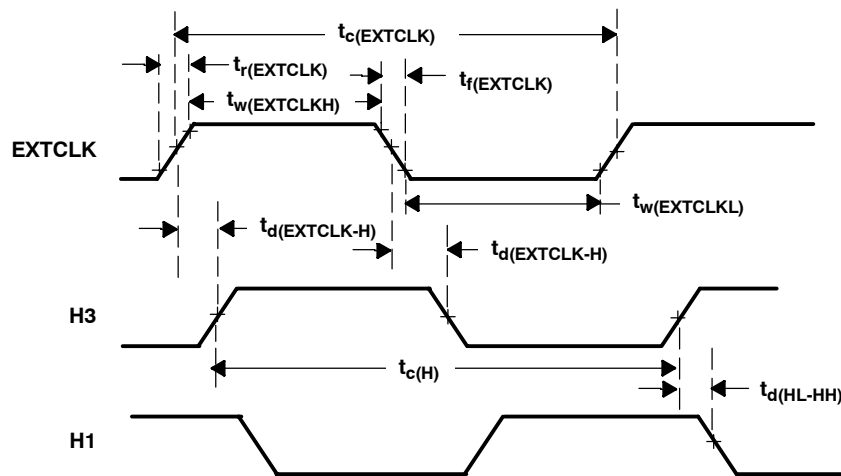 tc(EXTCLK)
tr(EXTCLK)
tf(EXTCLK)
tw(EXTCLKH)
EXTCLK
tw(EXTCLKL)
td(EXTCLK-H)
td(EXTCLK-H)
H3
tc(H)
td(HL-HH)
H1